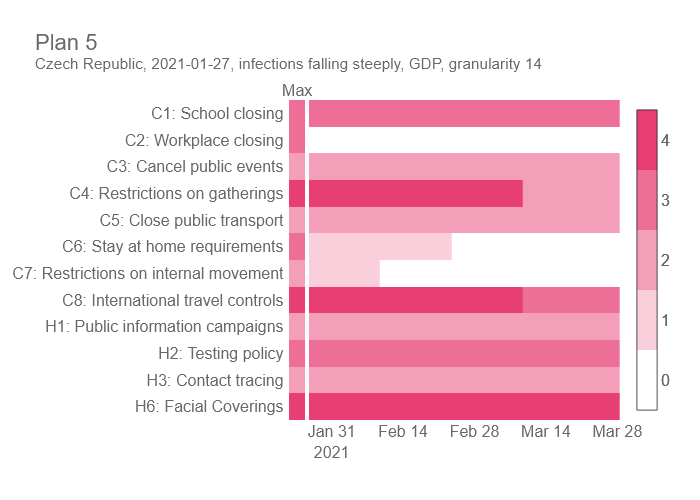 Plan 5
Czech Republic, 2021-01-27, infections falling steeply, GDP, granularity 14
Max
C1: School closing
C2: Workplace closing
C3: Cancel public events
C4: Restrictions on gatherings
C5: Close public transport
C6: Stay at home requirements
C7: Restrictions on internal movement
C8: International travel controls
H1: Public information campaigns
H2: Testing policy
H3: Contact tracing
H6: Facial Coverings
4
3
2
1
0
Jan 31 Feb 14 Feb 28 Mar 14 Mar 28
2021